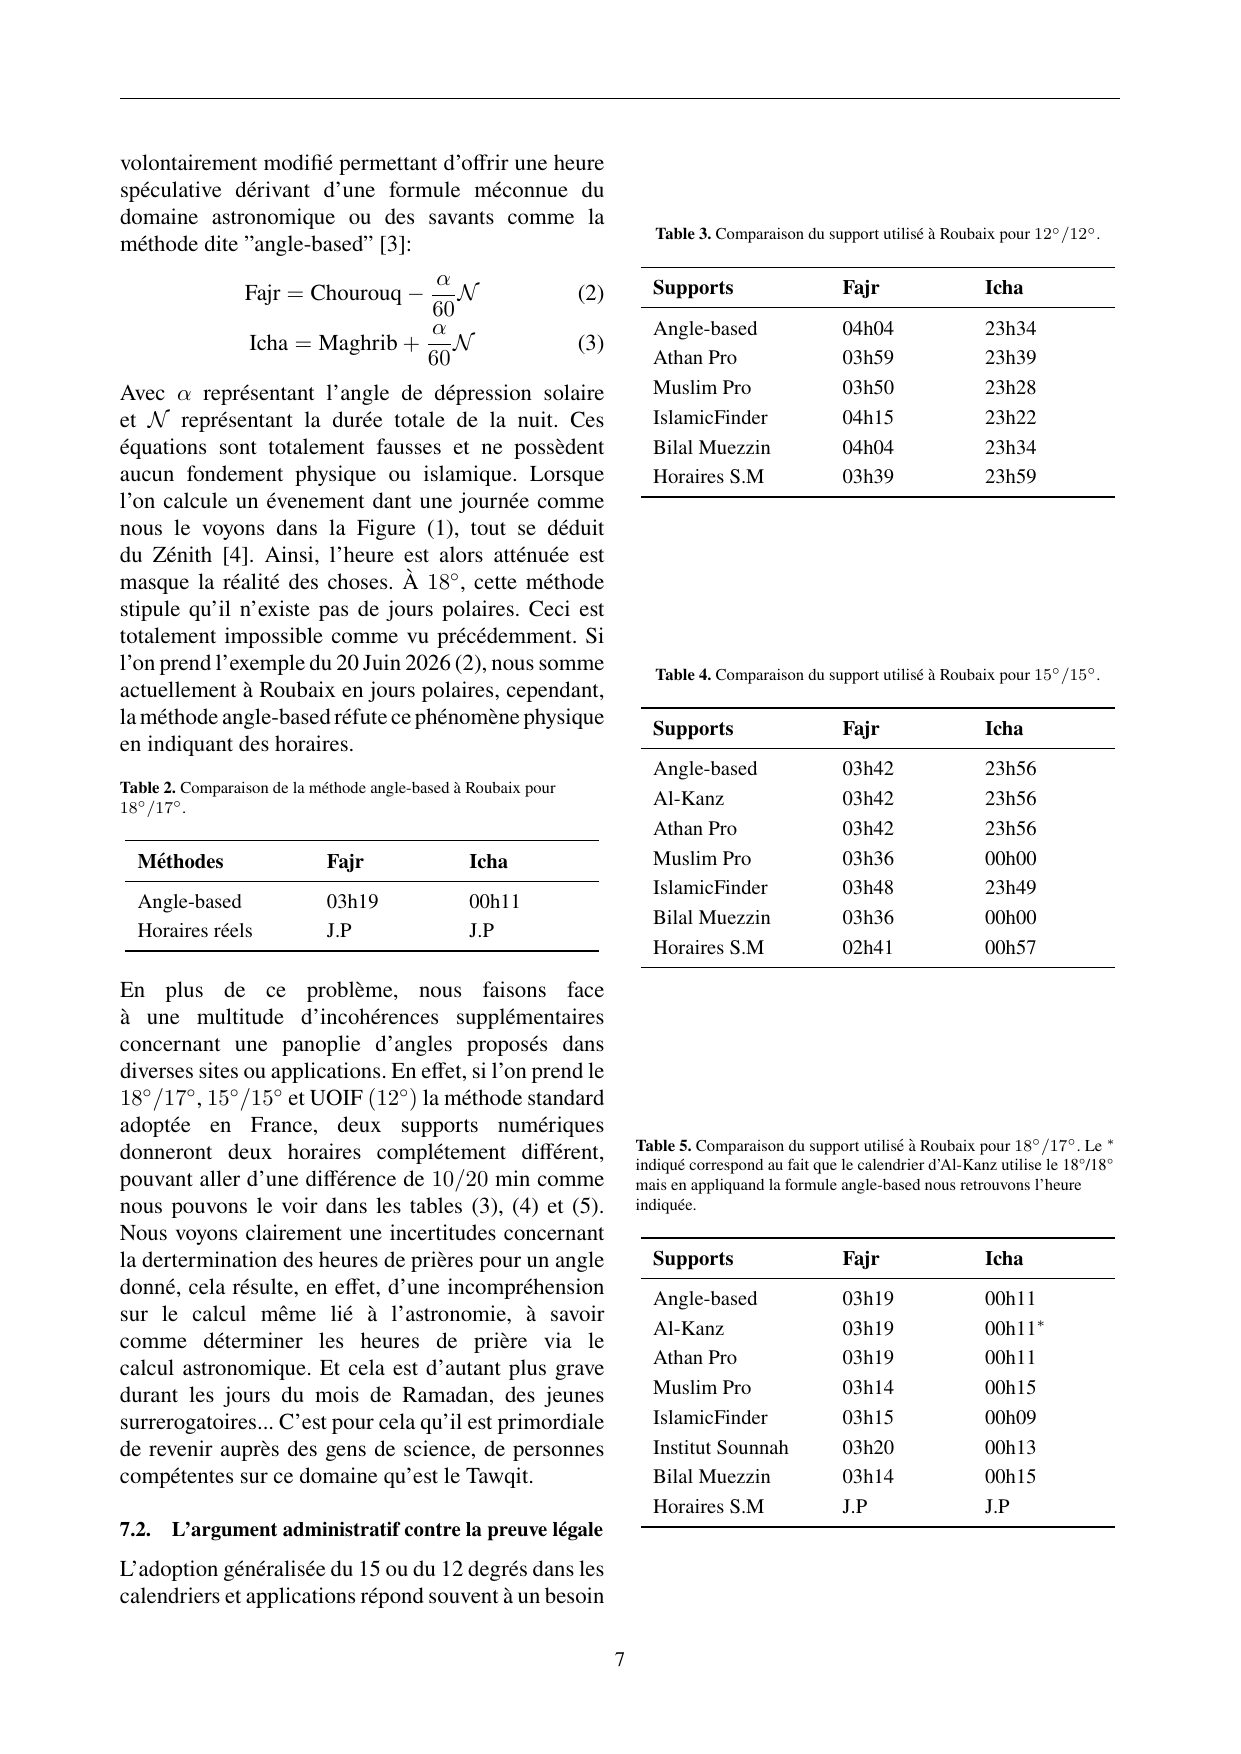 volontairement modifié permettant d'offrir une heure
spéculative dérivant d'une formule méconnue du
domaine astronomique ou des savants comme la
méthode dite ”angle-based” [3]:
Fajr = Chourouq − α/60 𝒩 (2)
Icha = Maghrib + α/60 𝒩 (3)
Avec α représentant l'angle de dépression solaire
et 𝒩 représentant la durée totale de la nuit. Ces
équations sont totalement fausses et ne possèdent
aucun fondement physique ou islamique. Lorsque
l'on calcule un évenement dant une journée comme
nous le voyons dans la Figure (1), tout se déduit
du Zénith [4]. Ainsi, l'heure est alors atténuée est
masque la réalité des choses. À 18°, cette méthode
stipule qu'il n'existe pas de jours polaires. Ceci est
totalement impossible comme vu précédemment. Si
l'on prend l'exemple du 20 Juin 2026 (2), nous somme
actuellement à Roubaix en jours polaires, cependant,
la méthode angle-based réfute ce phénomène physique
en indiquant des horaires.
Table 2. Comparaison de la méthode angle-based à Roubaix pour
18°/17°.
Méthodes Fajr Icha
Angle-based 03h19 00h11
Horaires réels J.P J.P
En plus de ce problème, nous faisons face
à une multitude d'incohérences supplémentaires
concernant une panoplie d'angles proposés dans
diverses sites ou applications. En effet, si l'on prend le
18°/17°, 15°/15° et UOIF (12°) la méthode standard
adoptée en France, deux supports numériques
donneront deux horaires complétement différent,
pouvant aller d'une différence de 10/20 min comme
nous pouvons le voir dans les tables (3), (4) et (5).
Nous voyons clairement une incertitudes concernant
la dertermination des heures de prières pour un angle
donné, cela résulte, en effet, d'une incompréhension
sur le calcul même lié à l'astronomie, à savoir
comme déterminer les heures de prière via le
calcul astronomique. Et cela est d'autant plus grave
durant les jours du mois de Ramadan, des jeunes
surrerogatoires... C'est pour cela qu'il est primordiale
de revenir auprès des gens de science, de personnes
compétentes sur ce domaine qu'est le Tawqit.
7.2. L'argument administratif contre la preuve légale
L'adoption généralisée du 15 ou du 12 degrés dans les
calendriers et applications répond souvent à un besoin
Table 3. Comparaison du support utilisé à Roubaix pour 12°/12°.
Supports Fajr Icha
Angle-based 04h04 23h34
Athan Pro 03h59 23h39
Muslim Pro 03h50 23h28
IslamicFinder 04h15 23h22
Bilal Muezzin 04h04 23h34
Horaires S.M 03h39 23h59
Table 4. Comparaison du support utilisé à Roubaix pour 15°/15°.
Supports Fajr Icha
Angle-based 03h42 23h56
Al-Kanz 03h42 23h56
Athan Pro 03h42 23h56
Muslim Pro 03h36 00h00
IslamicFinder 03h48 23h49
Bilal Muezzin 03h36 00h00
Horaires S.M 02h41 00h57
Table 5. Comparaison du support utilisé à Roubaix pour 18°/17°. Le *
indiqué correspond au fait que le calendrier d'Al-Kanz utilise le 18°/18°
mais en appliquand la formule angle-based nous retrouvons l'heure
indiquée.
Supports Fajr Icha
Angle-based 03h19 00h11
Al-Kanz 03h19 00h11*
Athan Pro 03h19 00h11
Muslim Pro 03h14 00h15
IslamicFinder 03h15 00h09
Institut Sounnah 03h20 00h13
Bilal Muezzin 03h14 00h15
Horaires S.M J.P J.P
7